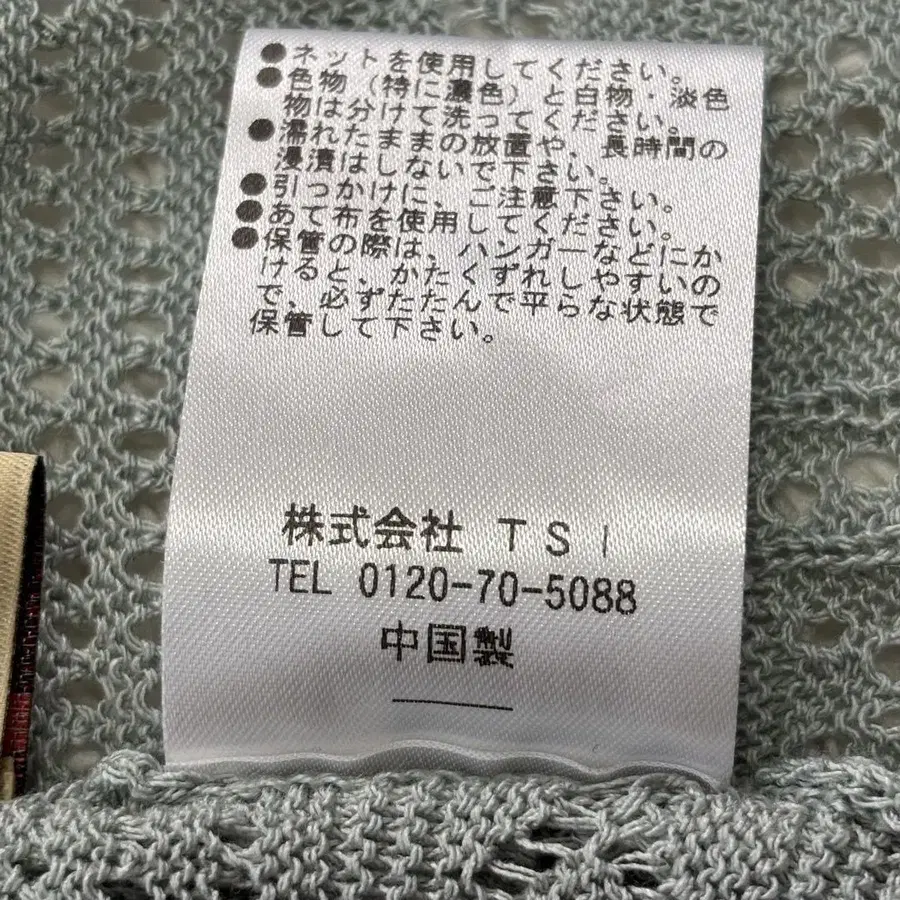 ●ネットを使用してください。
●色物(特に濃色)と白物・淡色
物は分けて洗ってください。
●濡れたままの放置や、長時間の
浸漬はしないで下さい。
●引っかけに、ご注意下さい。
●あて布を使用してください。
●保管の際は、ハンガーなどにか
けると、かたくずれしやすいの
で、必ずたたんで平らな状態で
保管して下さい。
株式会社 TSI
TEL 0120-70-5088
中国製